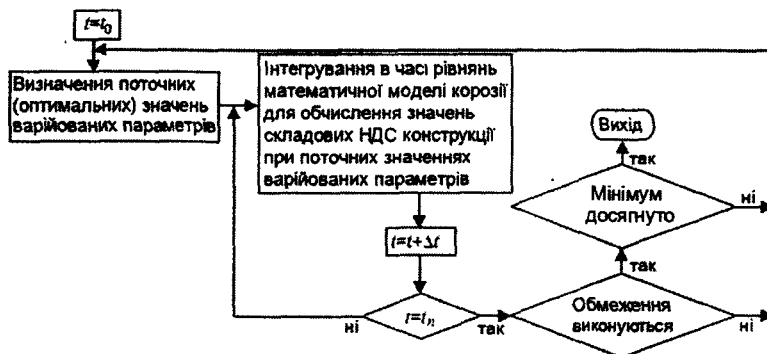 t=t₀
Визначення поточних
(оптимальних) значень
варійованих параметрів
Інтегрування в часі рівнянь
математичної моделі корозії
для обчислення значень
складових НДС конструкції
при поточних значеннях
варійованих параметрів
t=t+Δt
t=tₙ
ні
так
Обмеження
виконуються
ні
так
Мінімум
досягнуто
ні
так
Вихід